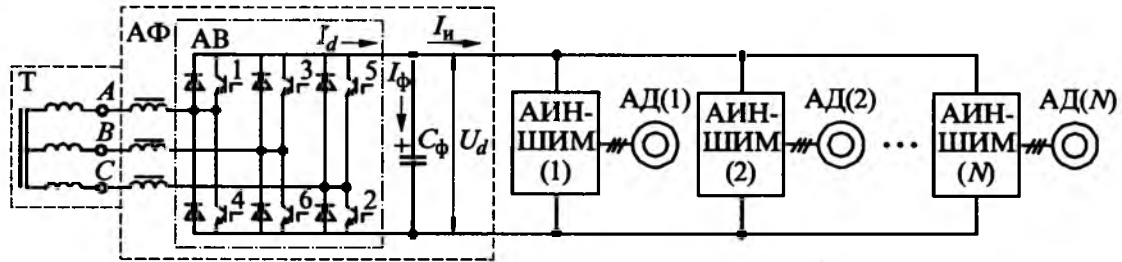 АФ
АВ
I_d
I_и
Т
A
B
C
1
3
5
4
6
2
I_ф
+
C_ф
U_d
АИН-
ШИМ
(1)
АД(1)
АИН-
ШИМ
(2)
АД(2)
...
АИН-
ШИМ
(N)
АД(N)